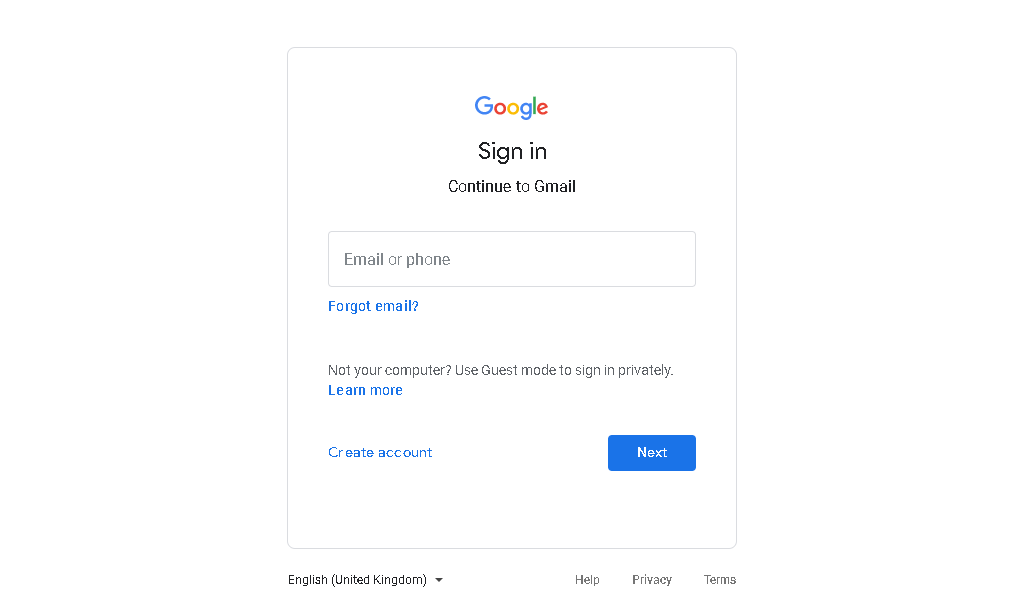 Google
Sign in
Continue to Gmail
Email or phone
Forgot email?
Not your computer? Use Guest mode to sign in privately.
Learn more
Create account
Next
English (United Kingdom)
Help
Privacy
Terms